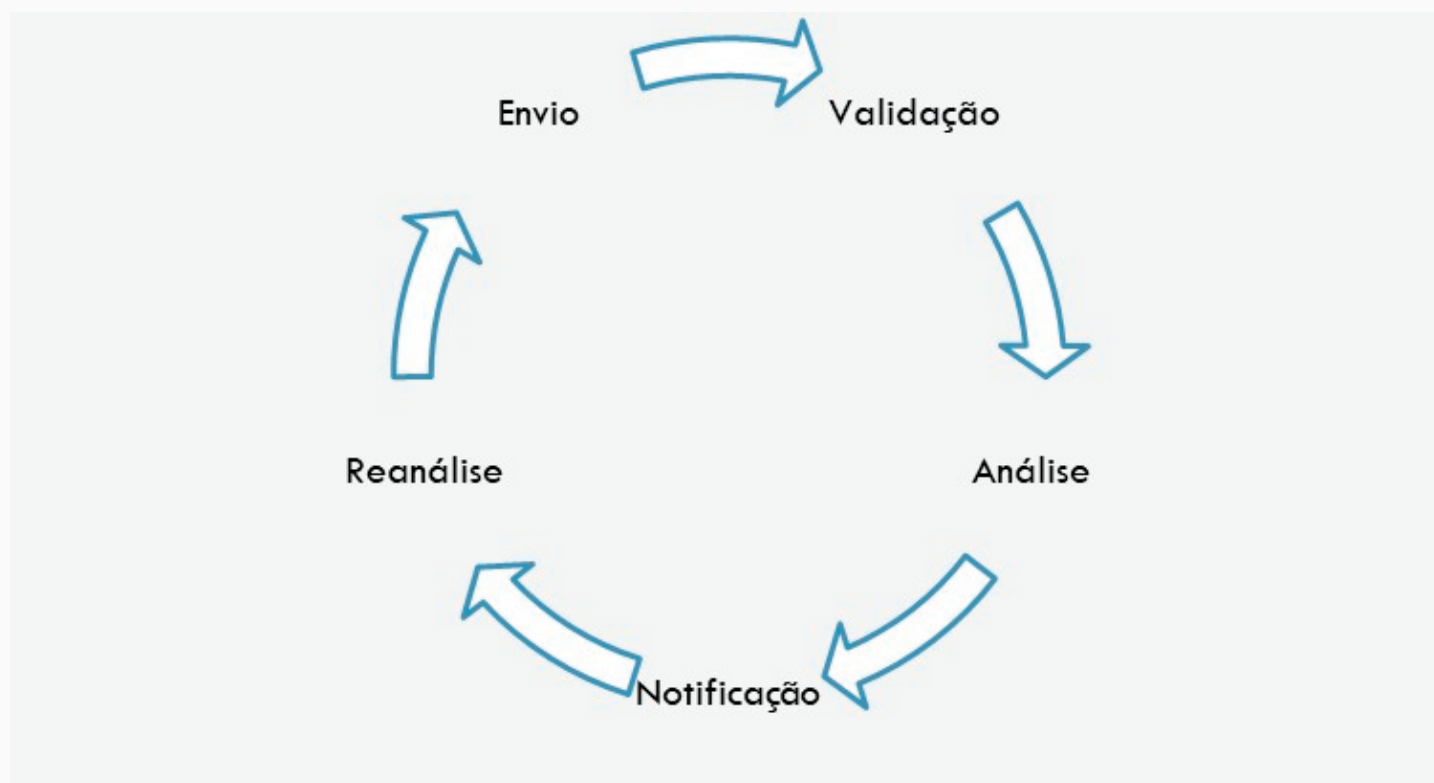 Envio
Validação
Análise
Notificação
Reanálise